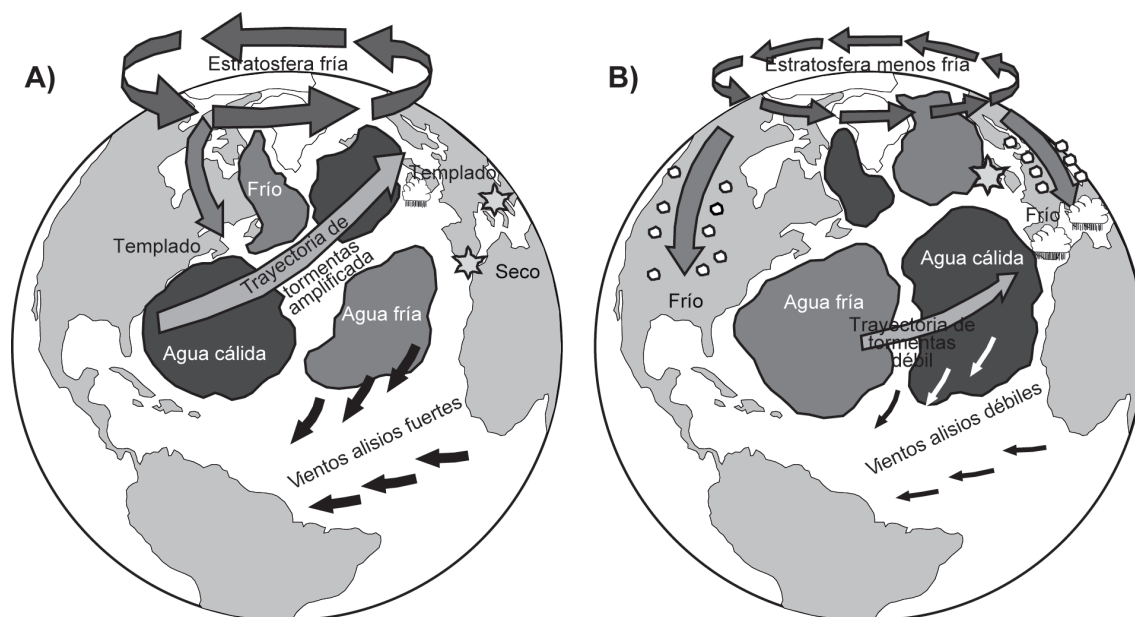 A)
Estratosfera fría
Frío
Templado
Templado
Trayectoria de
tormentas
amplificada
Seco
Agua fría
Agua cálida
Vientos alisios fuertes
B)
Estratosfera menos fría
Frío
Frío
Agua cálida
Agua fría
Trayectoria de
tormentas
débil
Vientos alisios débiles